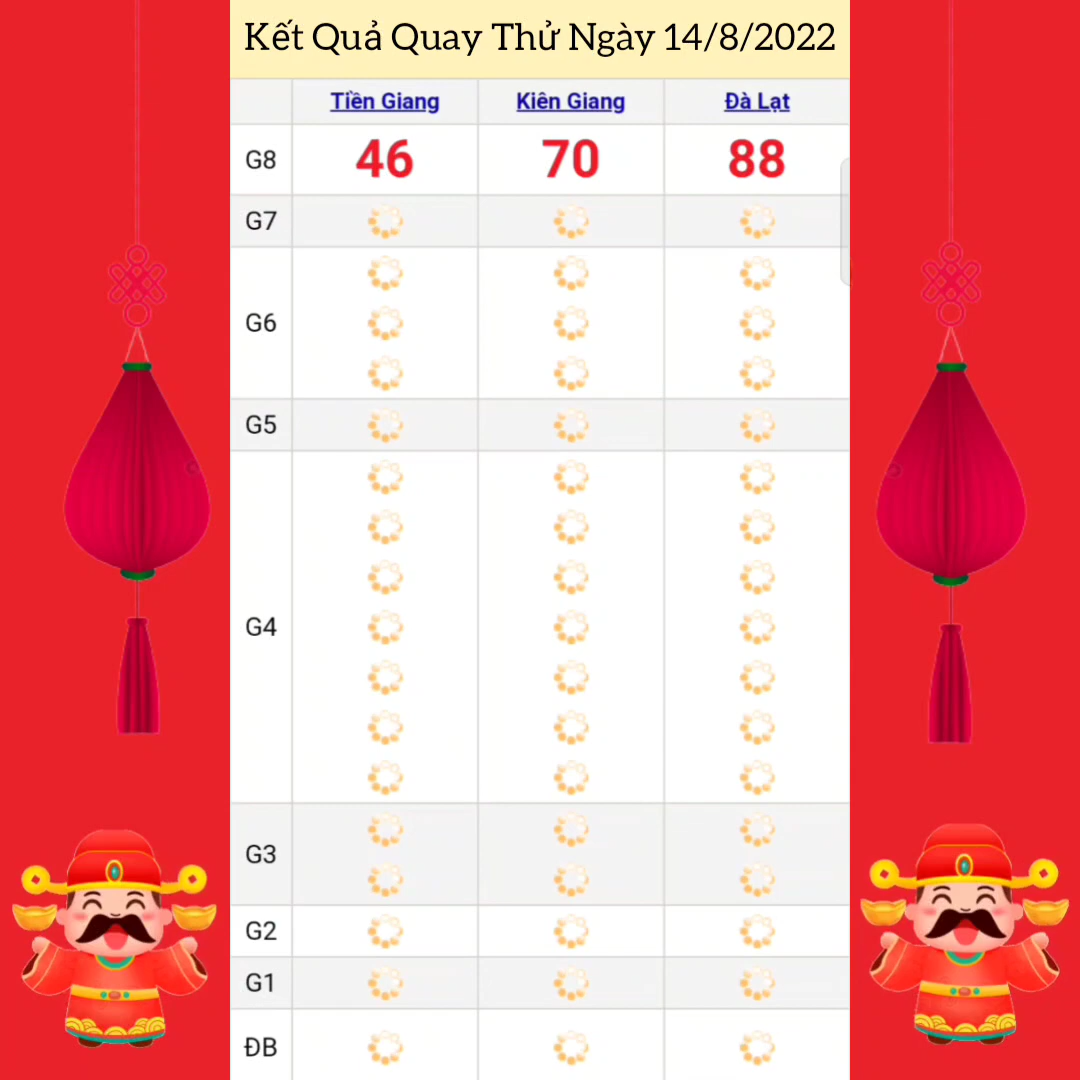 Kết Quả Quay Thử Ngày 14/8/2022
Tiền Giang Kiên Giang Đà Lạt
G8 46 70 88
G7
G6
G5
G4
G3
G2
G1
ĐB